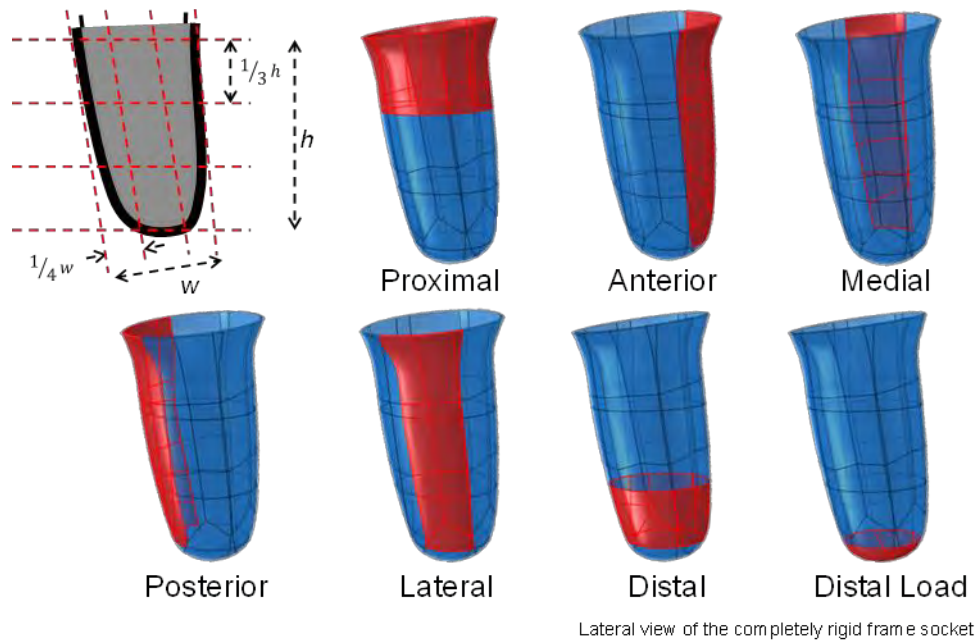 1/3 h
h
1/4 w
w
Proximal
Anterior
Medial
Posterior
Lateral
Distal
Distal Load
Lateral view of the completely rigid frame socket